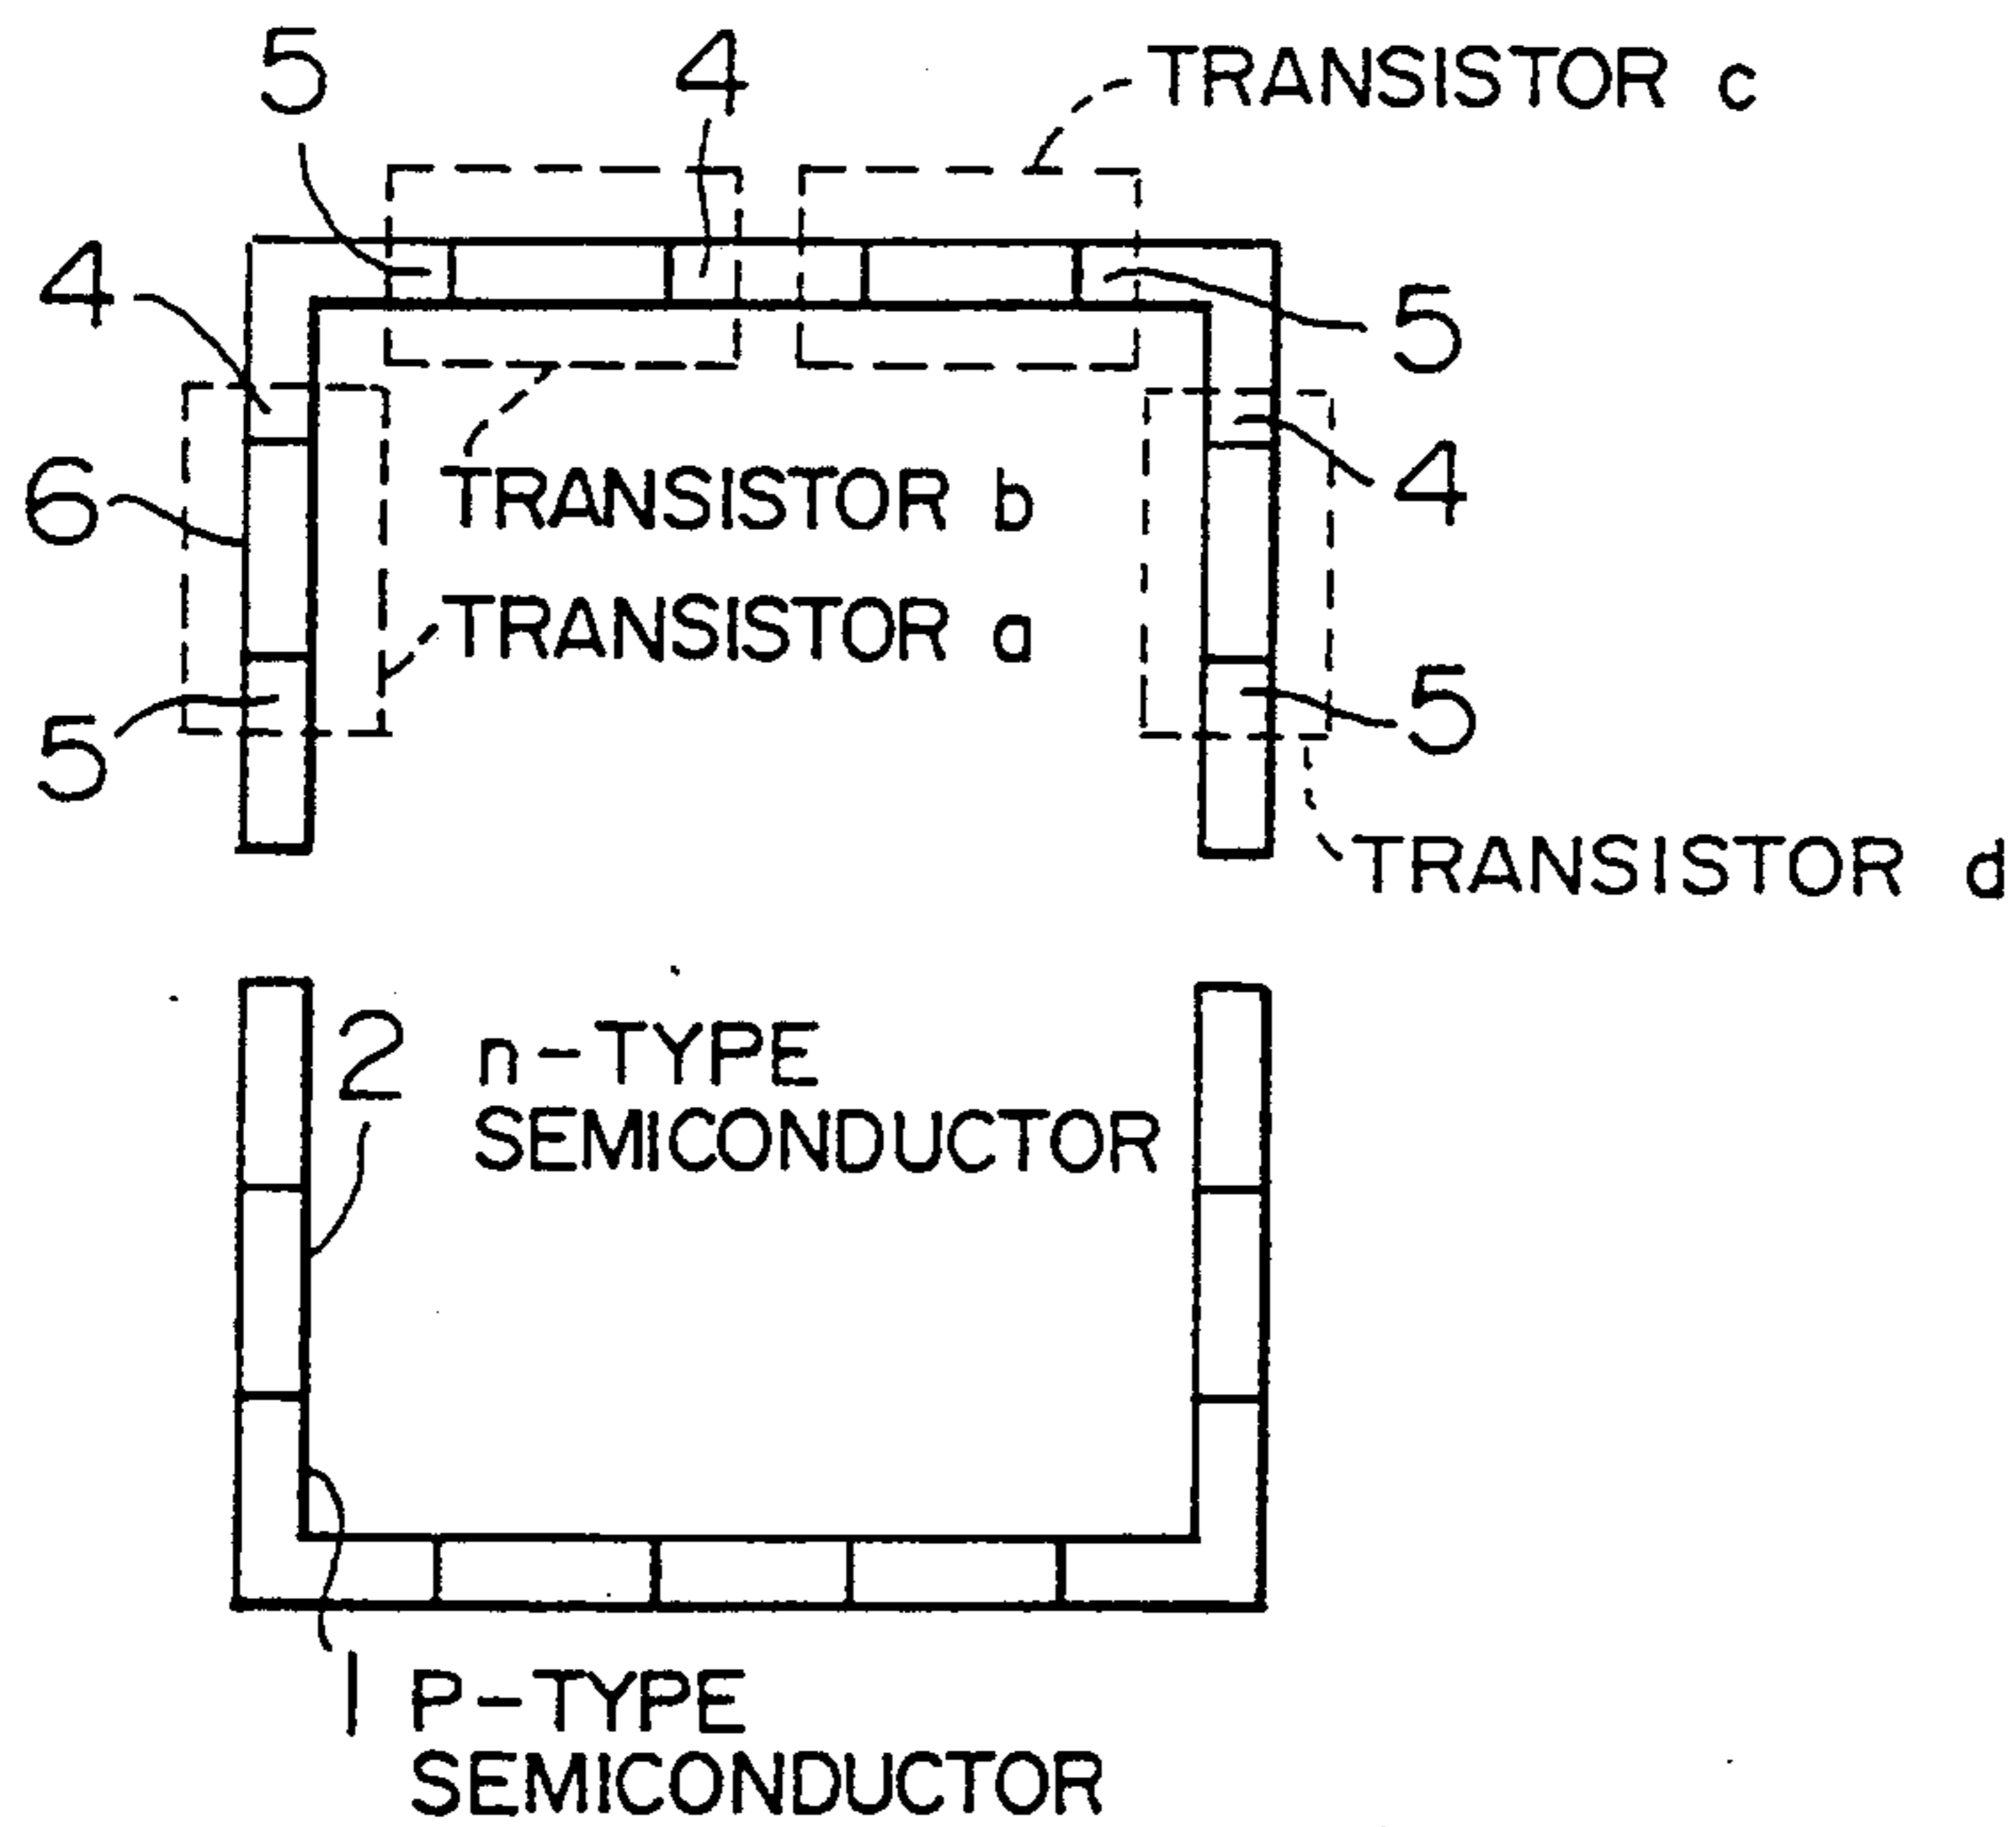 5
4
TRANSISTOR c
4
5
4
6
TRANSISTOR b
TRANSISTOR a
5
5
TRANSISTOR d
2 n-TYPE
SEMICONDUCTOR
1 P-TYPE
SEMICONDUCTOR